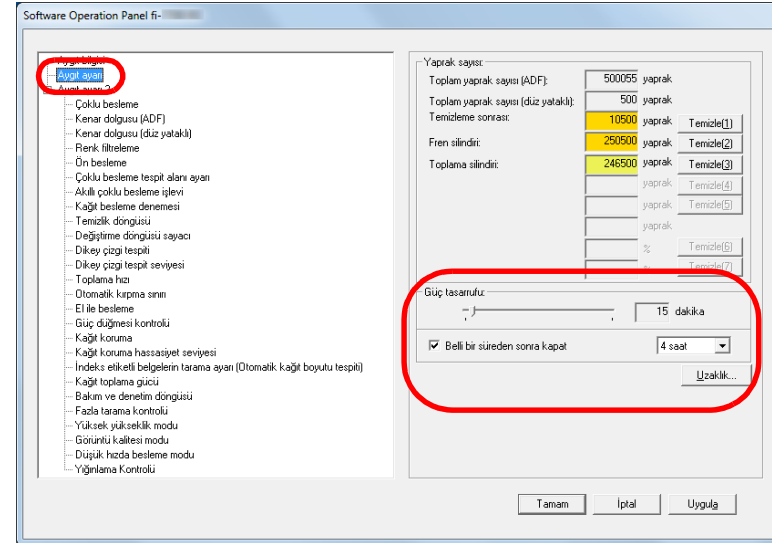 Software Operation Panel fi-
Aygıt bilgisi
Aygıt ayarı
Aygıt ayarı 2
Çoklu besleme
Kenar dolgusu (ADF)
Kenar dolgusu (düz yataklı)
Renk filtreleme
Ön besleme
Çoklu besleme tespit alanı ayarı
Akıllı çoklu besleme işlevi
Kağıt besleme denemesi
Temizlik döngüsü
Değiştirme döngüsü sayacı
Dikey çizgi tespiti
Dikey çizgi tespit seviyesi
Toplama hızı
Otomatik kırpma sınırı
El ile besleme
Güç düğmesi kontrolü
Kağıt koruma
Kağıt koruma hassasiyet seviyesi
İndeks etiketli belgelerin tarama ayarı (Otomatik kağıt boyutu tespiti)
Kağıt toplama gücü
Bakım ve denetim döngüsü
Fazla tarama kontrolü
Yüksek yükseklik modu
Görüntü kalitesi modu
Düşük hızda besleme modu
Yığınlama Kontrolü
Yaprak sayısı:
Toplam yaprak sayısı (ADF): 500055 yaprak
Toplam yaprak sayısı (düz yataklı): 500 yaprak
Temizleme sonrası: 10500 yaprak Temizle(1)
Fren silindiri: 250500 yaprak Temizle(2)
Toplama silindiri: 246500 yaprak Temizle(3)
yaprak Temizle(4)
yaprak Temizle(5)
yaprak
% Temizle(6)
% Temizle(7)
Güç tasarrufu:
15 dakika
Belli bir süreden sonra kapat 4 saat
Uzaklık...
Tamam İptal Uygula